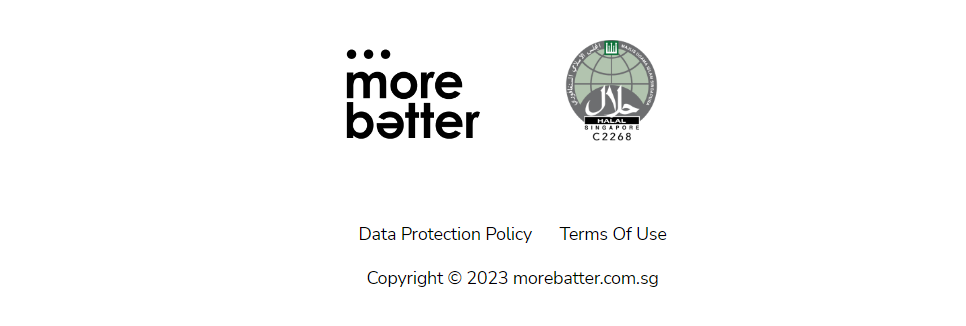 more
bətter
حلال
HALAL
SINGAPORE
C2268
Data Protection Policy Terms Of Use
Copyright © 2023 morebatter.com.sg